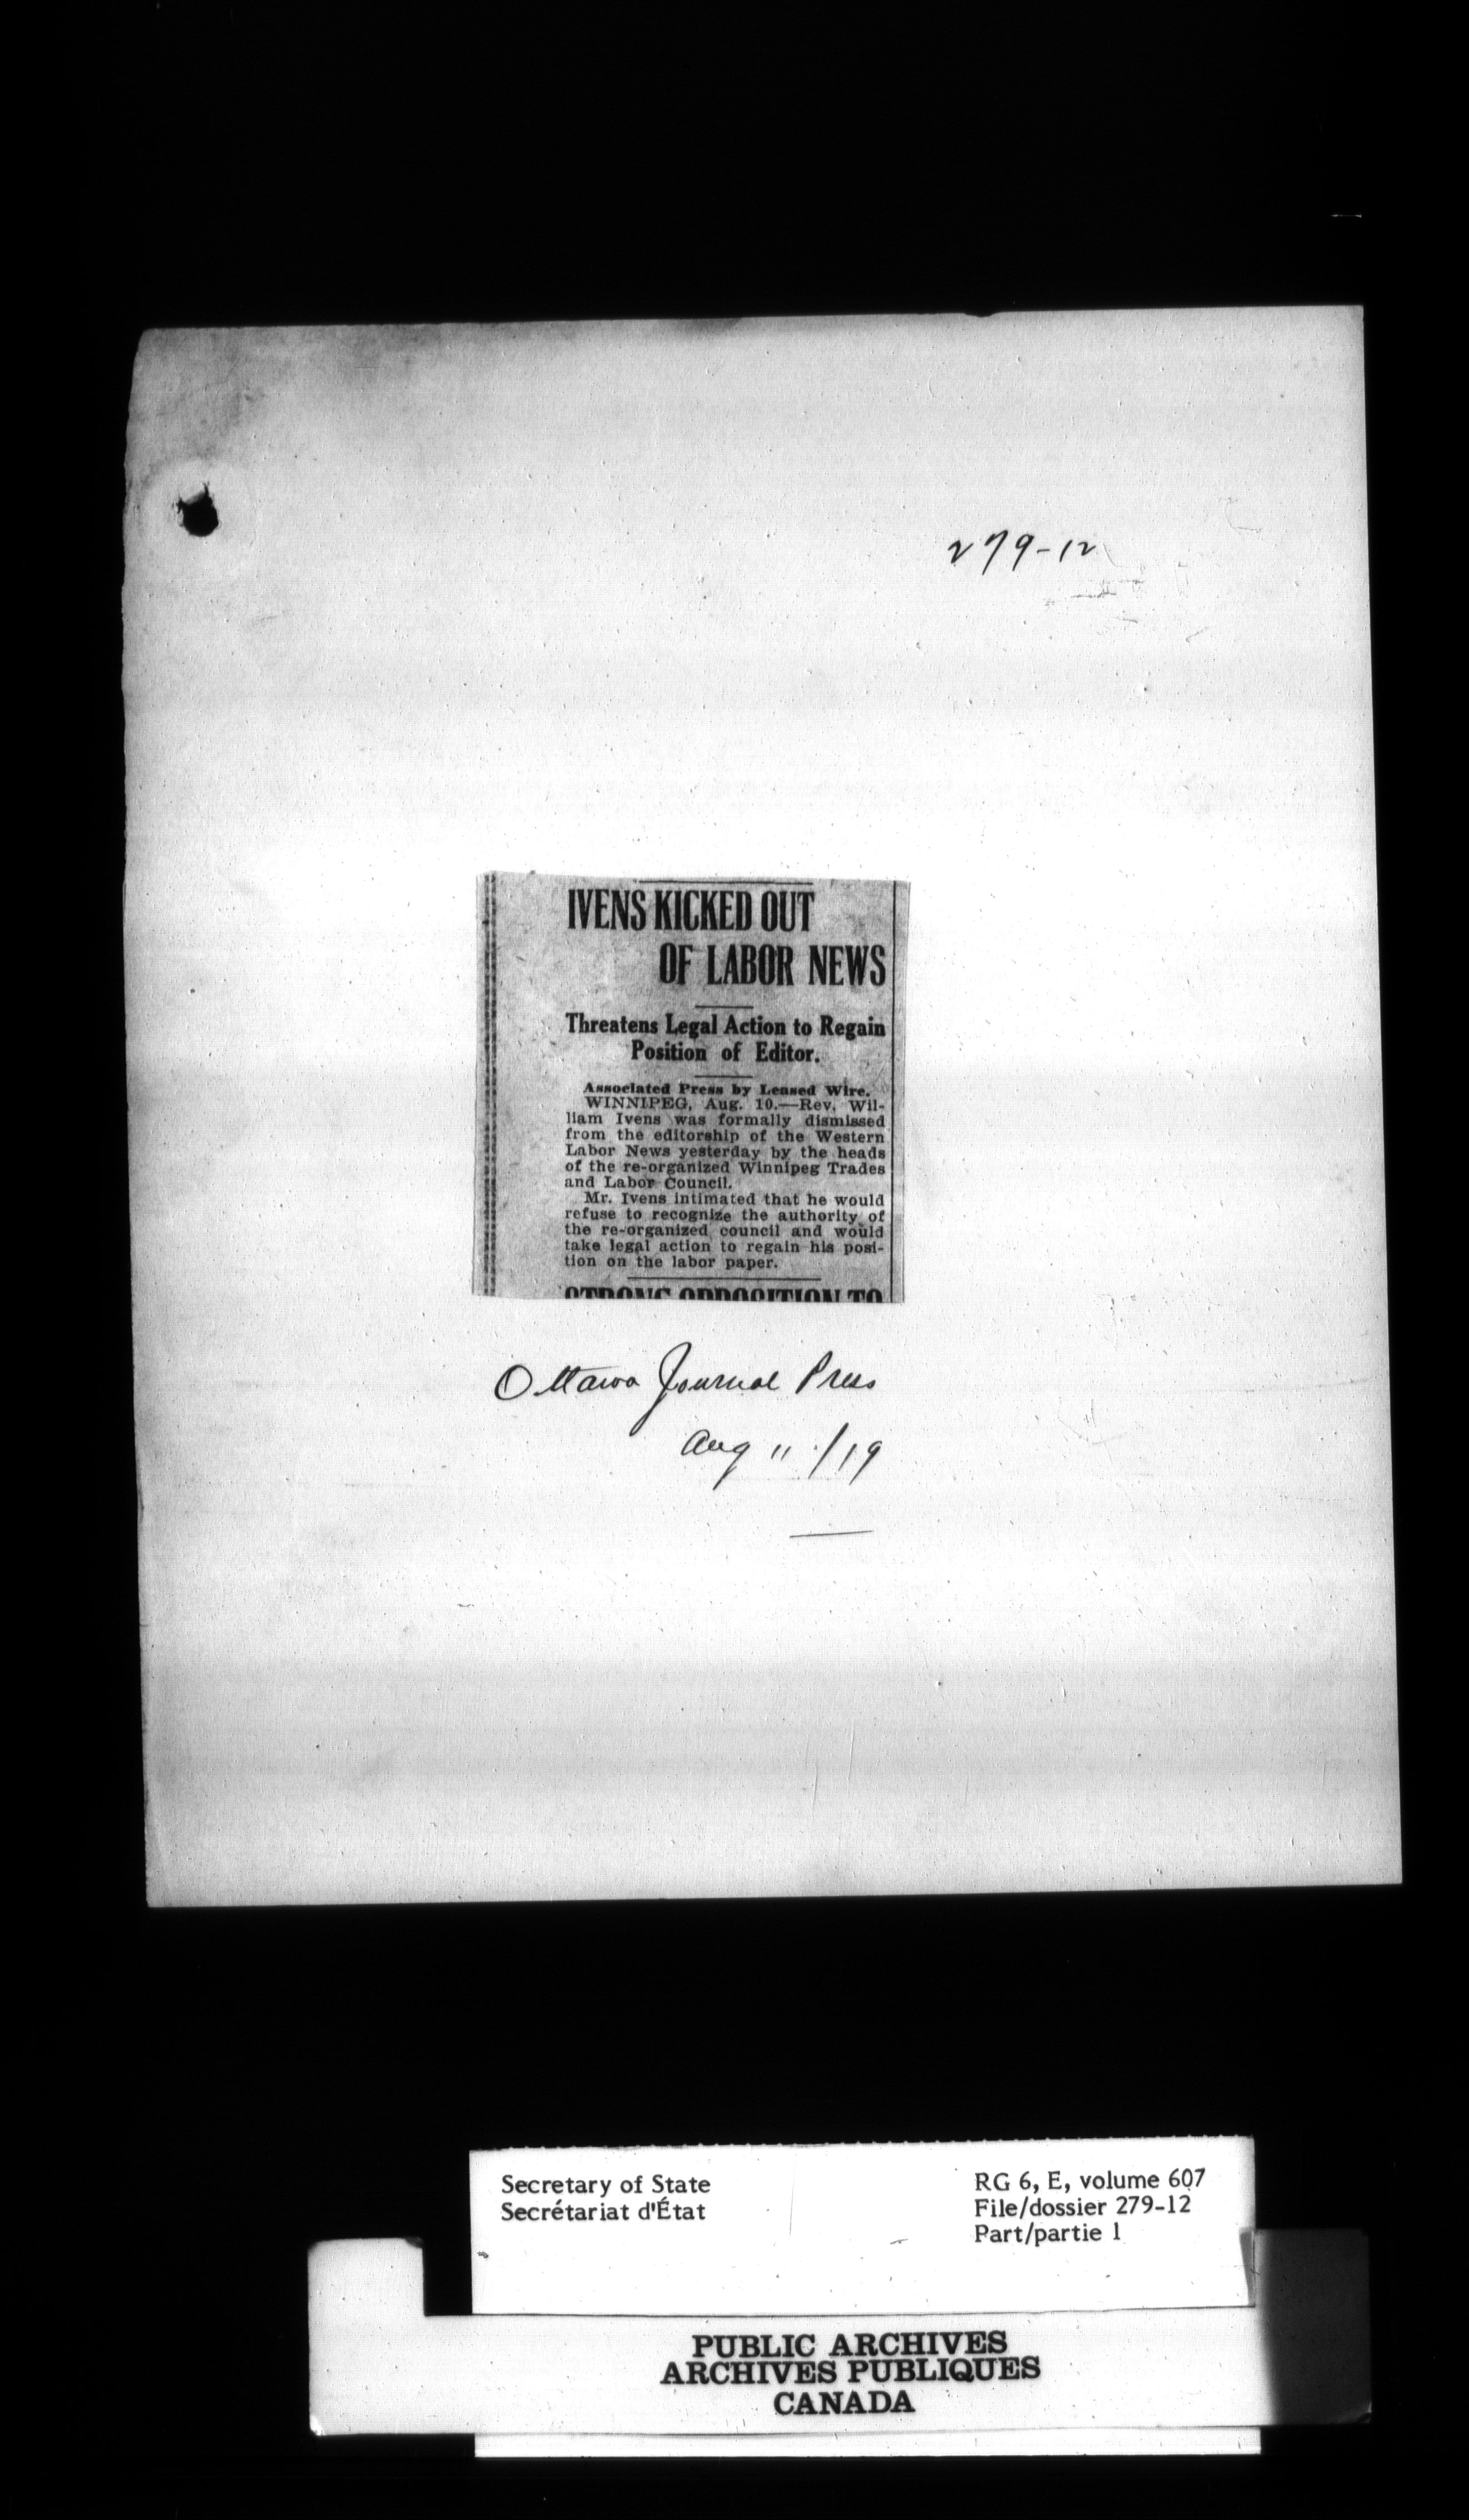 279-12
IVENS KICKED OUT
OF LABOR NEWS
Threatens Legal Action to Regain
Position of Editor.
Associated Press by Leased Wire.
WINNIPEG, Aug. 10.—Rev. Wil-
liam Ivens was formally dismissed
from the editorship of the Western
Labor News yesterday by the heads
of the re-organized Winnipeg Trades
and Labor Council.
Mr. Ivens intimated that he would
refuse to recognize the authority of
the re-organized council and would
take legal action to regain his posi-
tion on the labor paper.
STRONG OPPOSITION TO
Ottawa Journal Press
Aug 11/19
Secretary of State
Secrétariat d'État
RG 6, E, volume 607
File/dossier 279-12
Part/partie 1
PUBLIC ARCHIVES
ARCHIVES PUBLIQUES
CANADA